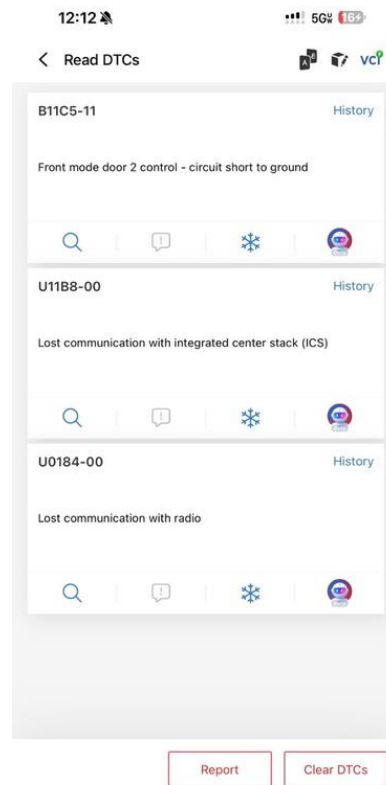 12:12
5G 16
Read DTCs
A
VCI
B11C5-11 History
Front mode door 2 control - circuit short to ground
U11B8-00 History
Lost communication with integrated center stack (ICS)
U0184-00 History
Lost communication with radio
Report Clear DTCs